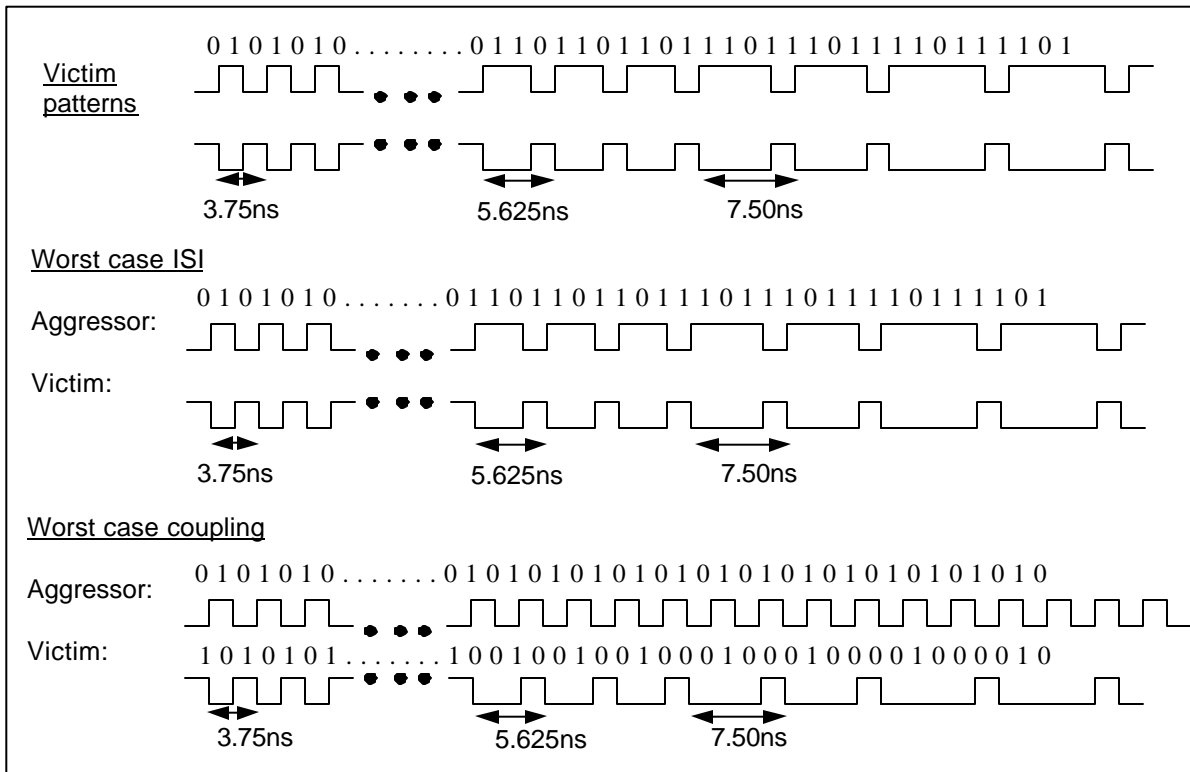 0 1 0 1 0 1 0 . . . . . . . . 0 1 1 0 1 1 0 1 1 0 1 1 1 0 1 1 1 0 1 1 1 1 0 1 1 1 0 1
Victim
patterns
3.75ns 5.625ns 7.50ns
Worst case ISI
0 1 0 1 0 1 0 . . . . . . . 0 1 1 0 1 1 0 1 1 0 1 1 1 0 1 1 1 0 1 1 1 1 0 1 1 1 0 1
Aggressor:
Victim:
3.75ns 5.625ns 7.50ns
Worst case coupling
0 1 0 1 0 1 0 . . . . . . . 0 1 0 1 0 1 0 1 0 1 0 1 0 1 0 1 0 1 0 1 0 1 0 1 0 1 0
Aggressor:
Victim:
1 0 1 0 1 0 1 . . . . . . . 1 0 0 1 0 0 1 0 0 1 0 0 0 1 0 0 0 1 0 0 0 0 1 0 0 0 1 0
3.75ns 5.625ns 7.50ns